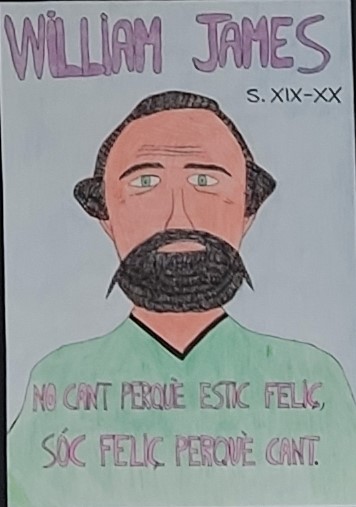 WILLIAM JAMES
S. XIX-XX
NO CANT PERQUÈ ESTIC FELIÇ,
SÓC FELIÇ PERQUÈ CANT.